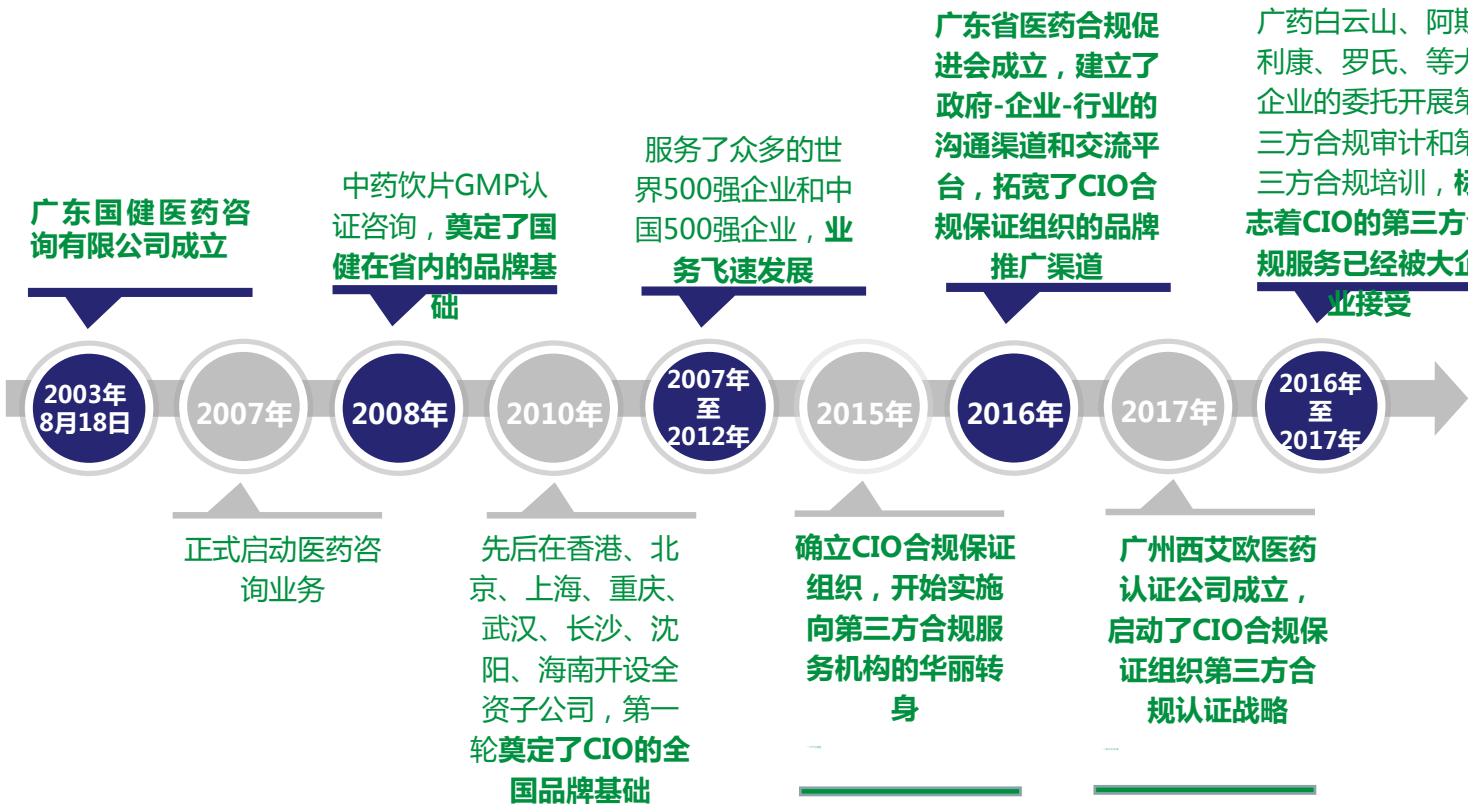 广东国健医药咨
询有限公司成立
中药饮片GMP认
证咨询，奠定了国
健在省内的品牌基
础
服务了众多的世
界500强企业和中
国500强企业，业
务飞速发展
广东省医药合规促
进会成立，建立了
政府-企业-行业的
沟通渠道和交流平
台，拓宽了CIO合
规保证组织的品牌
推广渠道
广药白云山、阿斯
利康、罗氏、等大
企业的委托开展第
三方合规审计和第
三方合规培训，标
志着CIO的第三方合
规服务已经被大企
业接受
2003年
8月18日
2007年
2008年
2010年
2007年
至
2012年
2015年
2016年
2017年
2016年
至
2017年
正式启动医药咨
询业务
先后在香港、北
京、上海、重庆、
武汉、长沙、沈
阳、海南开设全
资子公司，第一
轮奠定了CIO的全
国品牌基础
确立CIO合规保证
组织，开始实施
向第三方合规服
务机构的华丽转
身
广州西艾欧医药
认证公司成立，
启动了CIO合规保
证组织第三方合
规认证战略